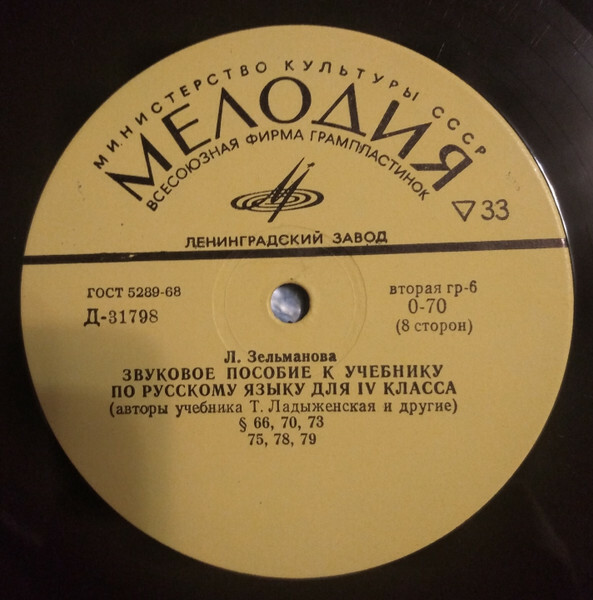 МИНИСТЕРСТВО КУЛЬТУРЫ СССР
МЕЛОДИЯ
ВСЕСОЮЗНАЯ ФИРМА ГРАМПЛАСТИНОК
33
ЛЕНИНГРАДСКИЙ ЗАВОД
ГОСТ 5289-68
Д-31798
вторая гр-6
0-70
(8 сторон)
Л. Зельманова
ЗВУКОВОЕ ПОСОБИЕ К УЧЕБНИКУ
ПО РУССКОМУ ЯЗЫКУ ДЛЯ IV КЛАССА
(авторы учебника Т. Ладыженская и другие)
§ 66, 70, 73
75, 78, 79